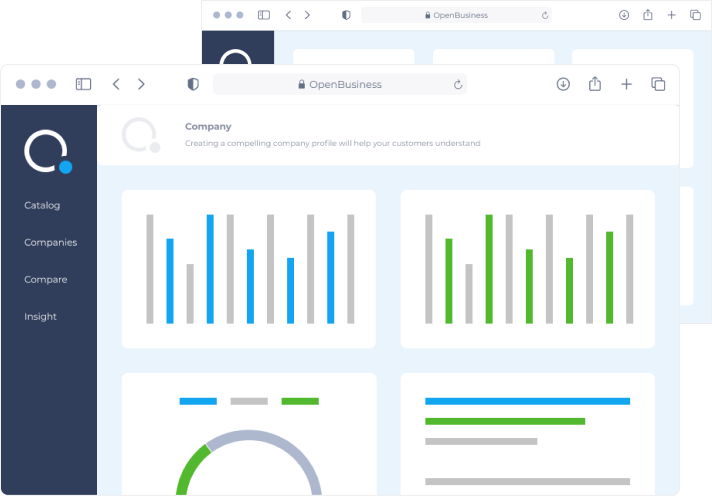 OpenBusiness
OpenBusiness
Company
Creating a compelling company profile will help your customers understand
Catalog
Companies
Compare
Insight